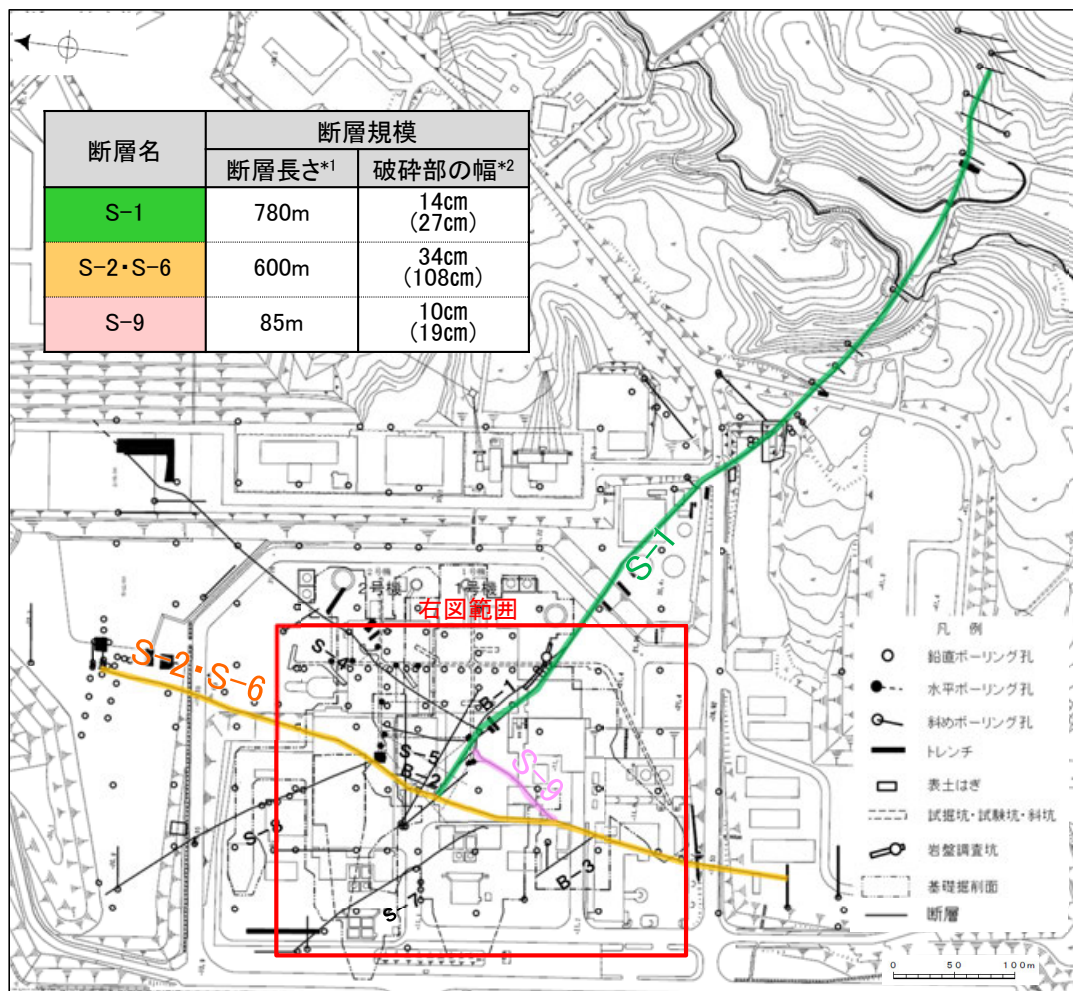 断層名
断層規模
断層長さ*1
破砕部の幅*2
S-1
780m
14cm
(27cm)
S-2・S-6
600m
34cm
(108cm)
S-9
85m
10cm
(19cm)
S-1
2号機
1号機
右図範囲
S-2・S-6
S-4
B-1
S-5
B-2
S-9
S-8
S-7
B-3
凡 例
鉛直ボーリング孔
水平ボーリング孔
斜めボーリング孔
トレンチ
表土はぎ
試掘坑・試験坑・斜坑
岩盤調査坑
基礎掘削面
断層
0 50 100m